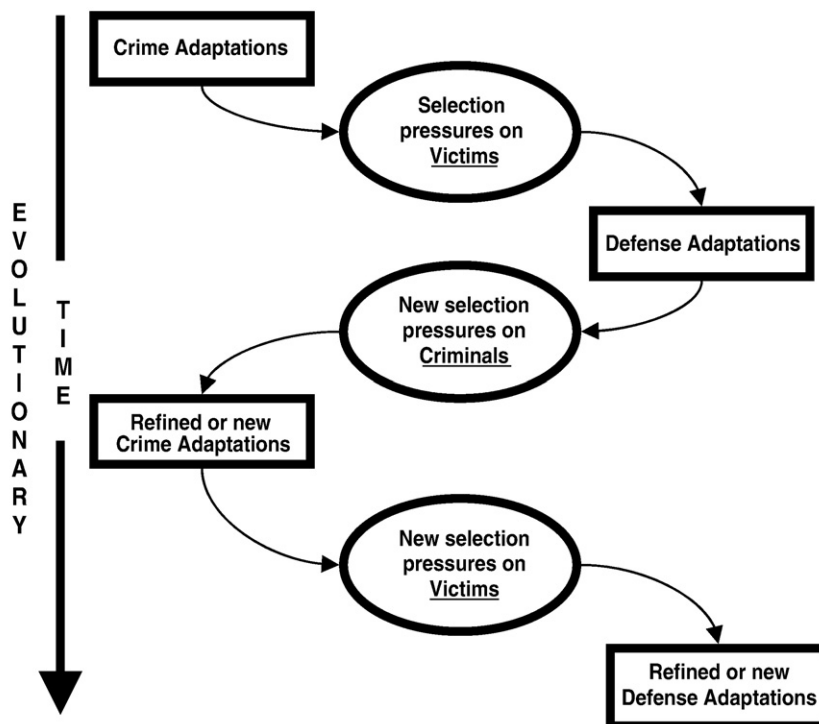 Crime Adaptations
Selection
pressures on
Victims
Defense Adaptations
New selection
pressures on
Criminals
Refined or new
Crime Adaptations
New selection
pressures on
Victims
Refined or new
Defense Adaptations
EVOLUTIONARY
TIME